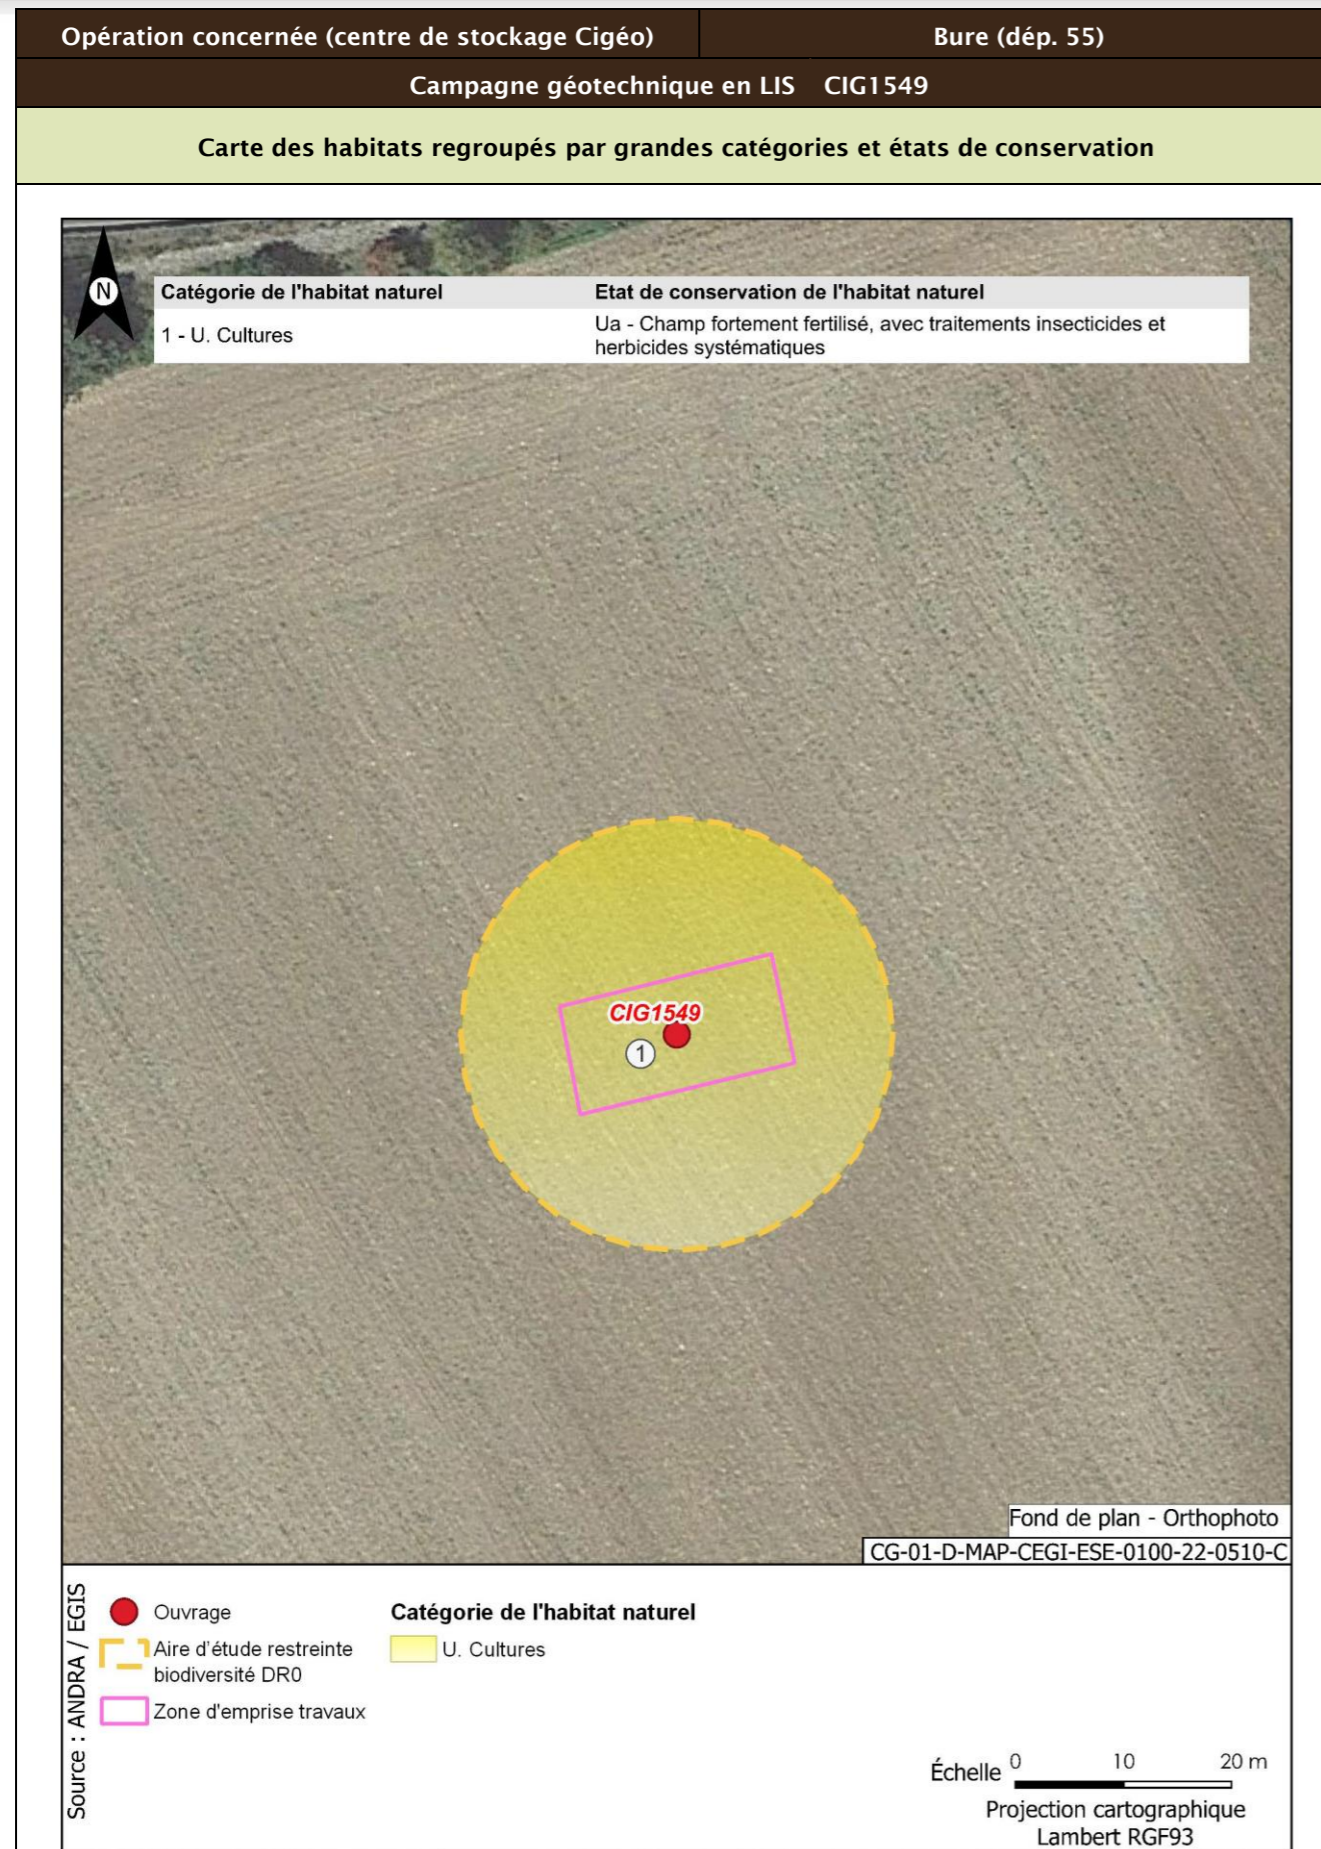 Opération concernée (centre de stockage Cigéo)
Bure (dép. 55)
Campagne géotechnique en LIS CIG1549
Carte des habitats regroupés par grandes catégories et états de conservation
N
Catégorie de l'habitat naturel
Etat de conservation de l'habitat naturel
1 - U. Cultures
Ua - Champ fortement fertilisé, avec traitements insecticides et
herbicides systématiques
CIG1549
1
Fond de plan - Orthophoto
CG-01-D-MAP-CEGI-ESE-0100-22-0510-C
Source : ANDRA / EGIS
Ouvrage
Aire d'étude restreinte
biodiversité DR0
Zone d'emprise travaux
Catégorie de l'habitat naturel
U. Cultures
Échelle 0 10 20 m
Projection cartographique
Lambert RGF93